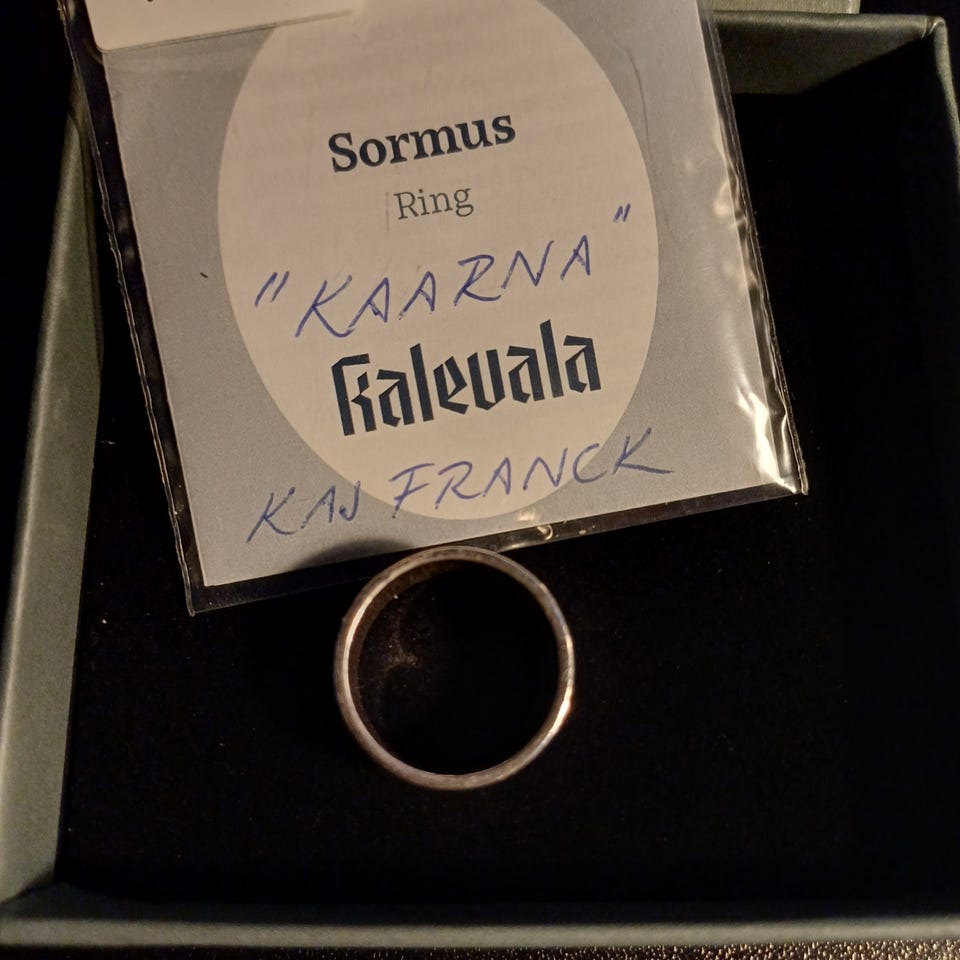 Sormus
Ring
"KAARNA"
Kalevala
KAJ FRANCK